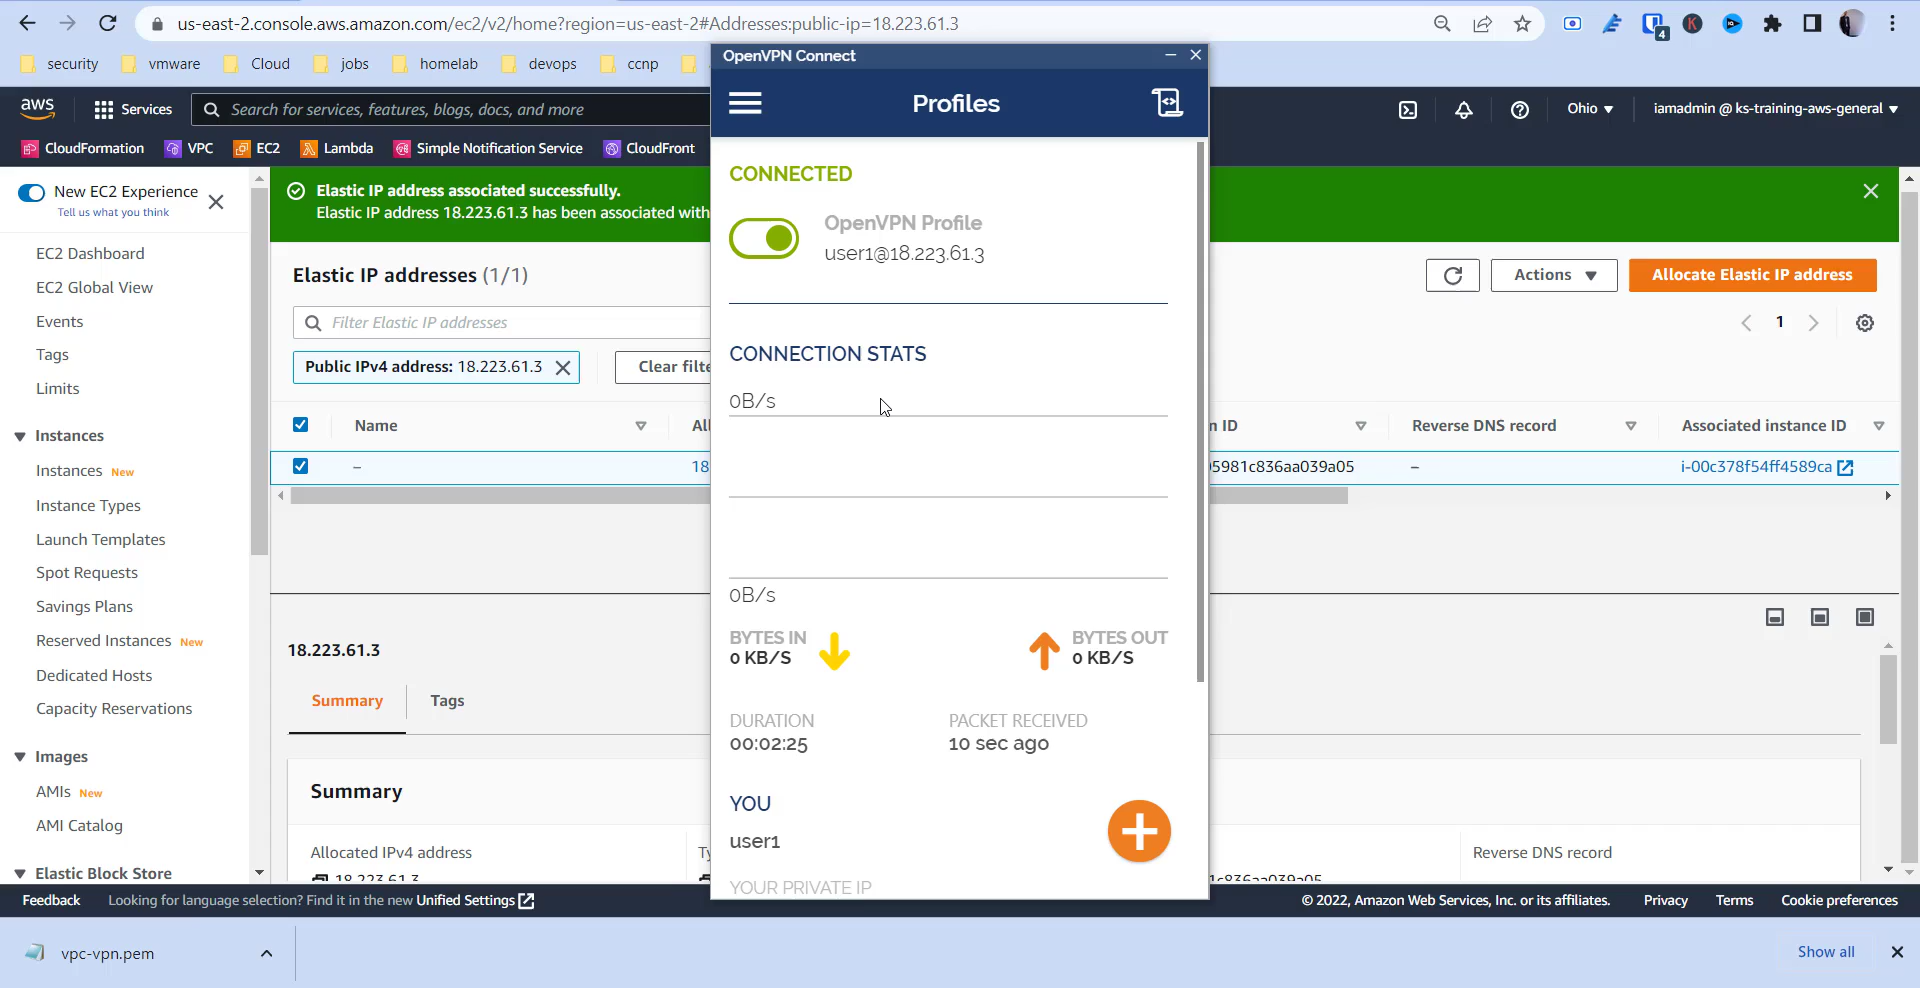 us-east-2.console.aws.amazon.com/ec2/v2/home?region=us-east-2#Addresses:public-ip=18.223.61.3
4
K
security
vmware
Cloud
jobs
homelab
devops
ccnp
aws
Services
Search for services, features, blogs, docs, and more
Ohio
iamadmin @ ks-training-aws-general
CloudFormation
VPC
EC2
Lambda
Simple Notification Service
CloudFront
New EC2 Experience
Tell us what you think
EC2 Dashboard
EC2 Global View
Events
Tags
Limits
Instances
Instances New
Instance Types
Launch Templates
Spot Requests
Savings Plans
Reserved Instances New
Dedicated Hosts
Capacity Reservations
Images
AMIs New
AMI Catalog
Elastic Block Store
Elastic IP address associated successfully.
Elastic IP address 18.223.61.3 has been associated with
Elastic IP addresses (1/1)
Actions
Allocate Elastic IP address
Filter Elastic IP addresses
1
Public IPv4 address: 18.223.61.3
Clear filte
Name
All
n ID
Reverse DNS record
Associated instance ID
–
18
95981c836aa039a05
–
i-00c378f54ff4589ca
18.223.61.3
Summary
Tags
Summary
Allocated IPv4 address
Ty
Reverse DNS record
18.223.61.3
1c836aa039a05
OpenVPN Connect
Profiles
CONNECTED
OpenVPN Profile
user1@18.223.61.3
CONNECTION STATS
0B/s
0B/s
BYTES IN
0 KB/S
BYTES OUT
0 KB/S
DURATION
00:02:25
PACKET RECEIVED
10 sec ago
YOU
user1
YOUR PRIVATE IP
Feedback
Looking for language selection? Find it in the new Unified Settings
© 2022, Amazon Web Services, Inc. or its affiliates.
Privacy
Terms
Cookie preferences
vpc-vpn.pem
Show all